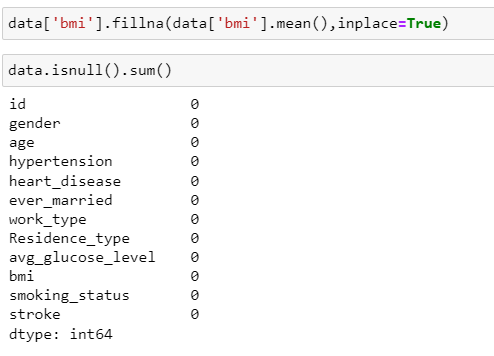 data['bmi'].fillna(data['bmi'].mean(),inplace=True)
data.isnull().sum()
id 0
gender 0
age 0
hypertension 0
heart_disease 0
ever_married 0
work_type 0
Residence_type 0
avg_glucose_level 0
bmi 0
smoking_status 0
stroke 0
dtype: int64